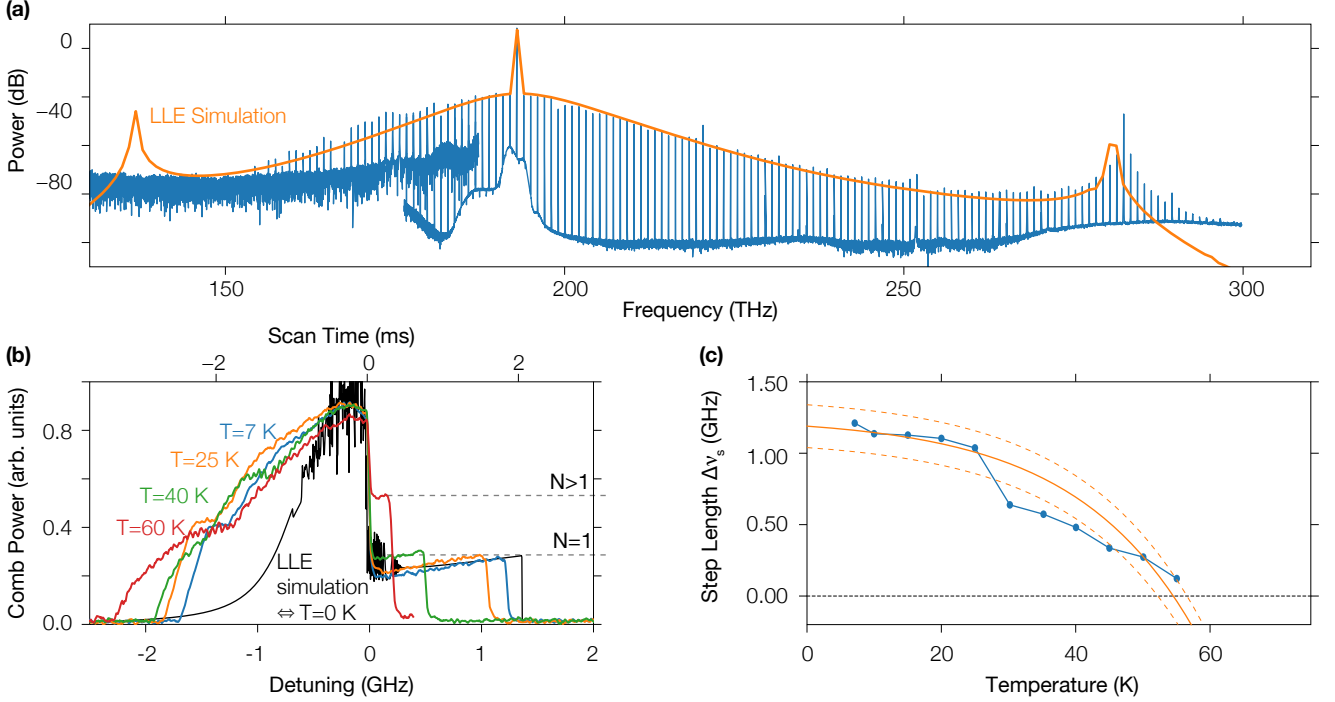 (a)
0
−40
−80
Power (dB)
LLE Simulation
150
200
250
300
Frequency (THz)
(b)
Scan Time (ms)
−2
0
2
0.8
0.4
0.0
Comb Power (arb. units)
T=7 K
T=25 K
T=40 K
T=60 K
N>1
N=1
LLE
simulation
⇔ T=0 K
-2
-1
0
1
2
Detuning (GHz)
(c)
1.50
1.00
0.50
0.00
Step Length Δνs (GHz)
0
20
40
60
Temperature (K)